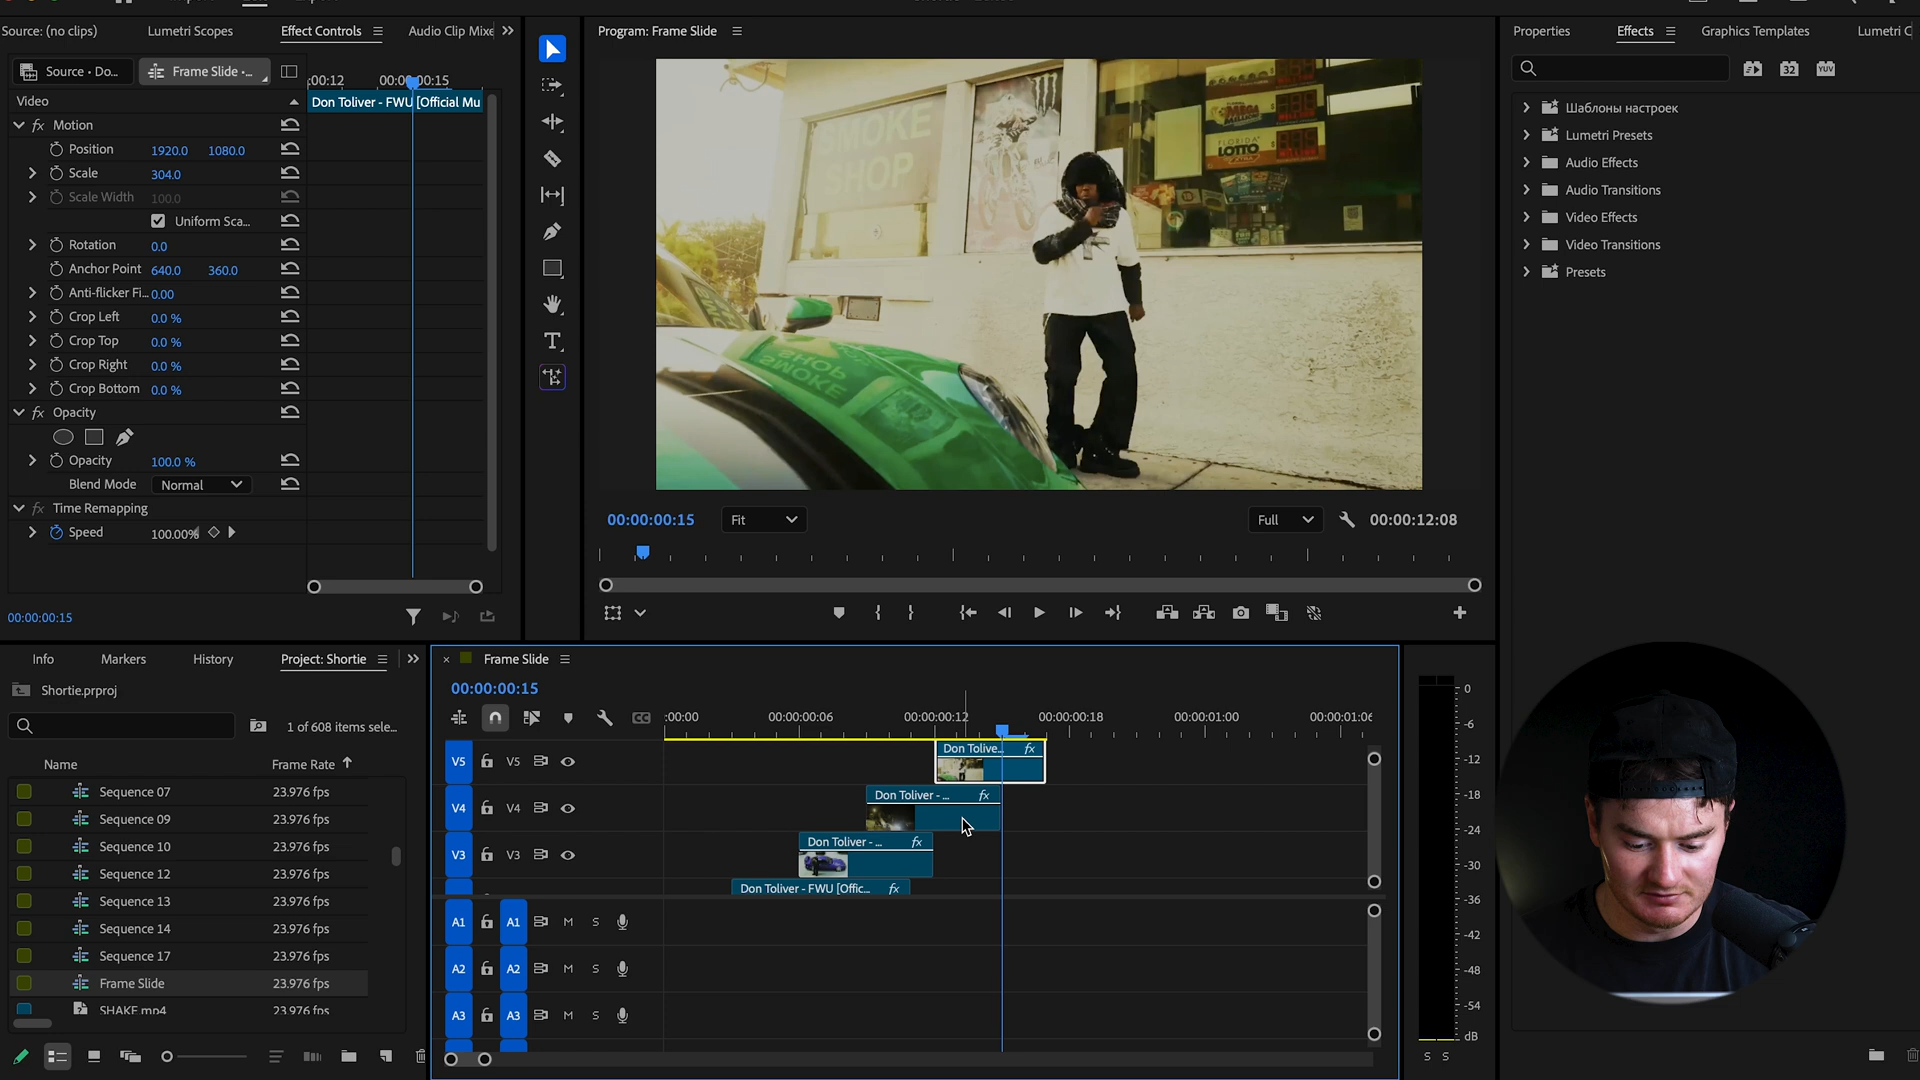 Source: (no clips)
Lumetri Scopes
Effect Controls
Audio Clip Mixe
Source • Do...
Frame Slide •...
:00:12
00:00:00:15
Video
Don Toliver - FWU [Official Mu
Motion
Position 1920.0 1080.0
Scale 304.0
Scale Width 100.0
Uniform Sca...
Rotation 0.0
Anchor Point 640.0 360.0
Anti-flicker Fi... 0.00
Crop Left 0.0 %
Crop Top 0.0 %
Crop Right 0.0 %
Crop Bottom 0.0 %
Opacity
Opacity 100.0 %
Blend Mode Normal
Time Remapping
Speed 100.00%
00:00:00:15
Program: Frame Slide
SMOKE
SHOP
MEGA
FLORIDA
LOTTO
SMOKE
SHOP
00:00:00:15
Fit
Full
00:00:12:08
Properties
Effects
Graphics Templates
Lumetri C
32
YUV
Шаблоны настроек
Lumetri Presets
Audio Effects
Audio Transitions
Video Effects
Video Transitions
Presets
Info
Markers
History
Project: Shortie
Shortie.prproj
1 of 608 items sele...
Name
Frame Rate
Sequence 07 23.976 fps
Sequence 09 23.976 fps
Sequence 10 23.976 fps
Sequence 12 23.976 fps
Sequence 13 23.976 fps
Sequence 14 23.976 fps
Sequence 17 23.976 fps
Frame Slide 23.976 fps
SHAKE.mp4 23.976 fps
Frame Slide
00:00:00:15
CC
:00:00
00:00:00:06
00:00:00:12
00:00:00:18
00:00:01:00
00:00:01:06
V5 V5
Don Tolive... fx
V4 V4
Don Toliver - ... fx
V3 V3
Don Toliver - ... fx
Don Toliver - FWU [Offic... fx
A1 A1 M S
A2 A2 M S
A3 A3 M S
0
-6
-12
-18
-24
-30
-36
-42
-48
-54
dB
S S